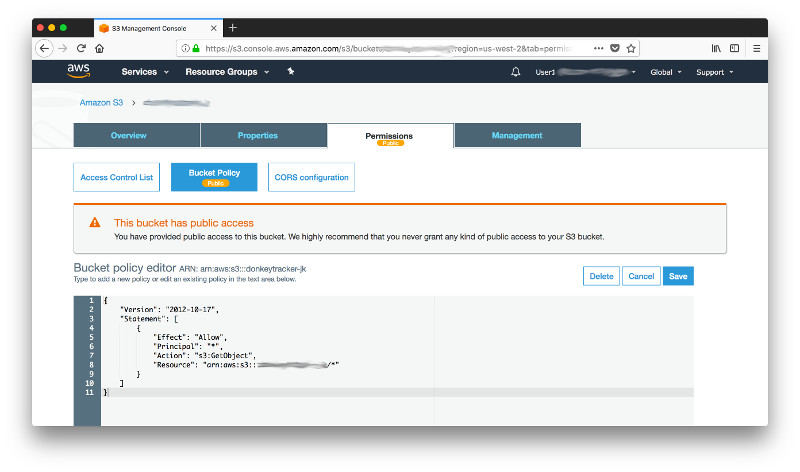 S3 Management Console
https://s3.console.aws.amazon.com/s3/bucket region=us-west-2&tab=permis
aws Services Resource Groups User1 Global Support
Amazon S3 >
Overview Properties Permissions Management
Public
Access Control List Bucket Policy CORS configuration
Public
This bucket has public access
You have provided public access to this bucket. We highly recommend that you never grant any kind of public access to your S3 bucket.
Bucket policy editor ARN: arn:aws:s3:::donkeytracker-jk
Type to add a new policy or edit an existing policy in the text area below.
Delete Cancel Save
1 {
2 "Version": "2012-10-17",
3 "Statement": [
4 {
5 "Effect": "Allow",
6 "Principal": "*",
7 "Action": "s3:GetObject",
8 "Resource": "arn:aws:s3:: /*"
9 }
10 ]
11 }